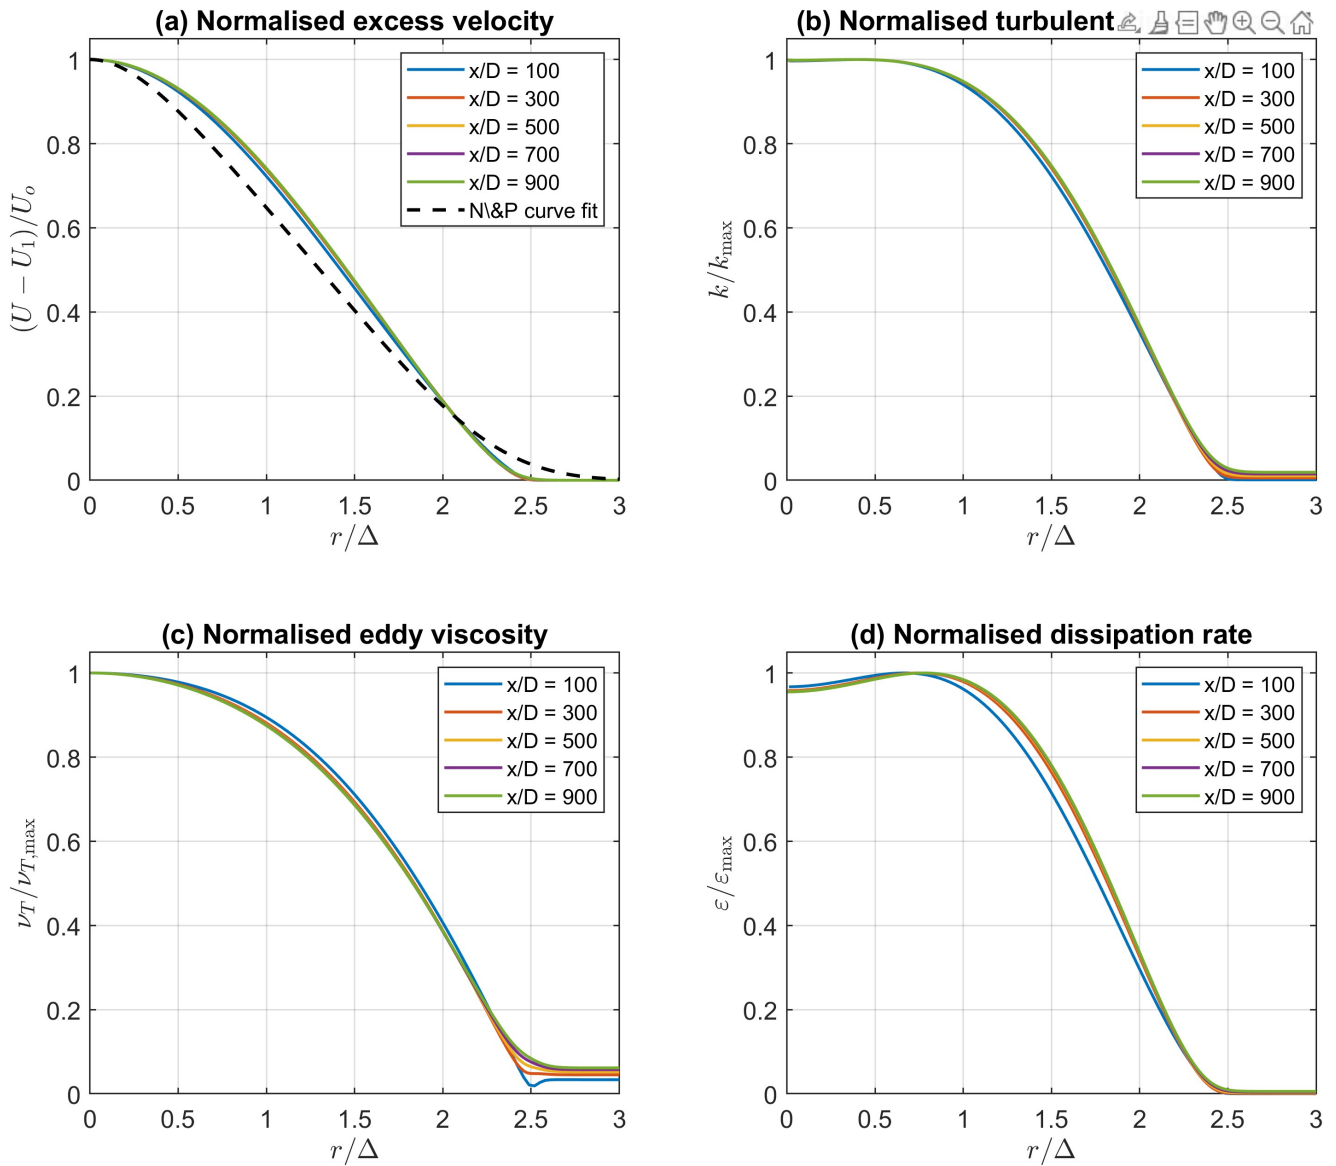 (a) Normalised excess velocity
1
0.8
0.6
0.4
0.2
0
(U − U₁)/Uₒ
x/D = 100
x/D = 300
x/D = 500
x/D = 700
x/D = 900
N\&P curve fit
0 0.5 1 1.5 2 2.5 3
r/Δ
(b) Normalised turbulent
1
0.8
0.6
0.4
0.2
0
k/kmax
x/D = 100
x/D = 300
x/D = 500
x/D = 700
x/D = 900
0 0.5 1 1.5 2 2.5 3
r/Δ
(c) Normalised eddy viscosity
1
0.8
0.6
0.4
0.2
0
νT/νT,max
x/D = 100
x/D = 300
x/D = 500
x/D = 700
x/D = 900
0 0.5 1 1.5 2 2.5 3
r/Δ
(d) Normalised dissipation rate
1
0.8
0.6
0.4
0.2
0
ε/εmax
x/D = 100
x/D = 300
x/D = 500
x/D = 700
x/D = 900
0 0.5 1 1.5 2 2.5 3
r/Δ